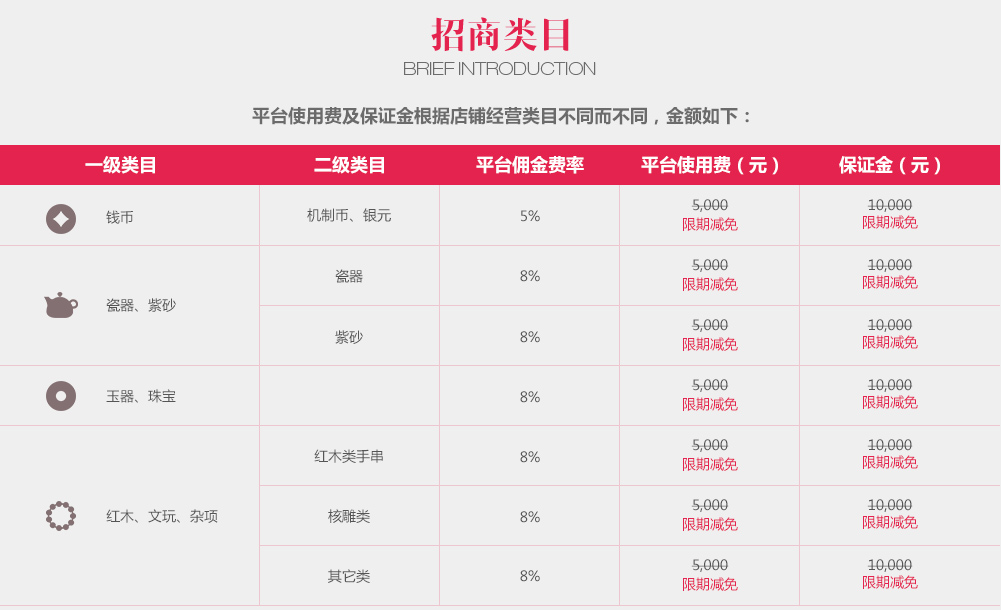 招商类目
BRIEF INTRODUCTION
平台使用费及保证金根据店铺经营类目不同而不同，金额如下：
一级类目 二级类目 平台佣金费率 平台使用费（元） 保证金（元）
钱币 机制币、银元 5% 5,000 10,000
限期减免 限期减免
瓷器、紫砂
瓷器 8% 5,000 10,000
限期减免 限期减免
紫砂 8% 5,000 10,000
限期减免 限期减免
玉器、珠宝 8% 5,000 10,000
限期减免 限期减免
红木、文玩、杂项
红木类手串 8% 5,000 10,000
限期减免 限期减免
核雕类 8% 5,000 10,000
限期减免 限期减免
其它类 8% 5,000 10,000
限期减免 限期减免